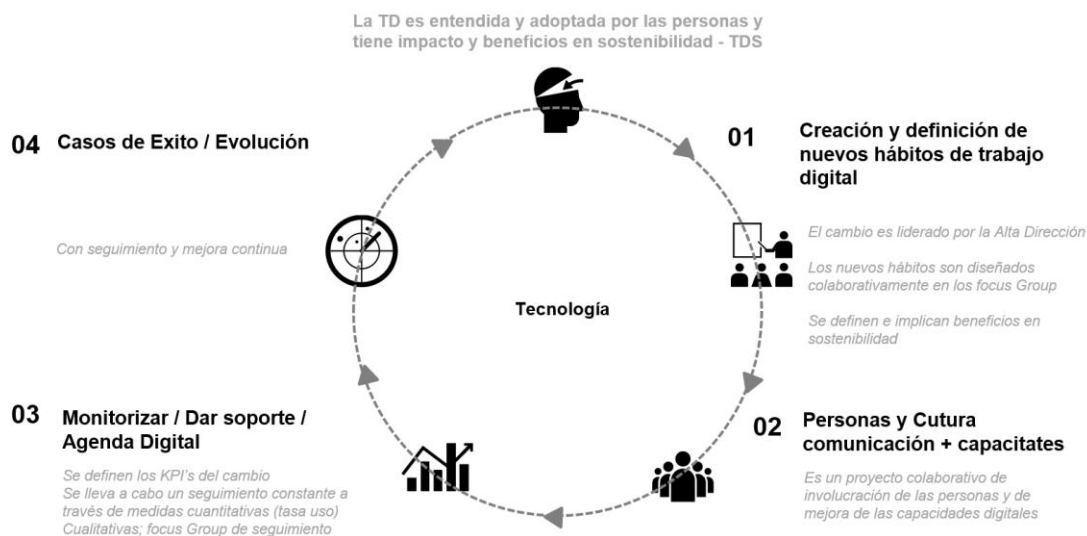 La TD es entendida y adoptada por las personas y
tiene impacto y beneficios en sostenibilidad - TDS
01
Creación y definición de
nuevos hábitos de trabajo
digital
El cambio es liderado por la Alta Dirección
Los nuevos hábitos son diseñados
colaborativamente en los focus Group
Se definen e implican beneficios en
sostenibilidad
02
Personas y Cutura
comunicación + capacitates
Es un proyecto colaborativo de
involucración de las personas y de
mejora de las capacidades digitales
03
Monitorizar / Dar soporte /
Agenda Digital
Se definen los KPI's del cambio
Se lleva a cabo un seguimiento constante a
través de medidas cuantitativas (tasa uso)
Cualitativas; focus Group de seguimiento
04
Casos de Exito / Evolución
Con seguimiento y mejora continua
Tecnología